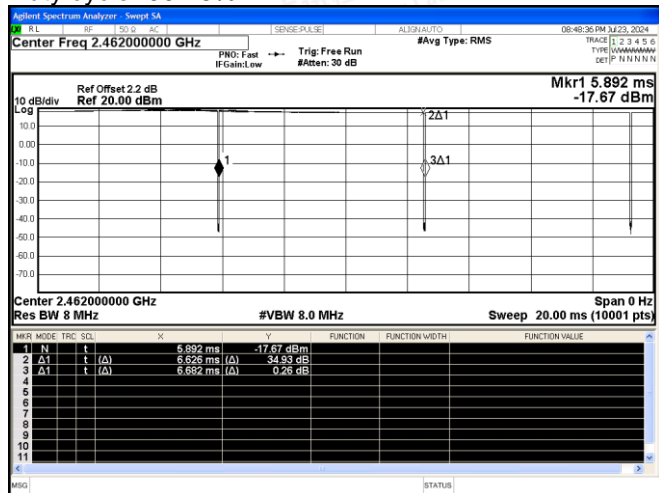 Agilent Spectrum Analyzer - Swept SA
RL RF 50 Ω AC SENSE:PULSE ALIGNAUTO 08:48:36 PM Jul 23, 2024
Center Freq 2.462000000 GHz #Avg Type: RMS TRACE 1 2 3 4 5 6
PNO: Fast Trig: Free Run TYPE WWWWWW
IFGain:Low #Atten: 30 dB DET P N N N N N
Mkr1 5.892 ms
Ref Offset 2.2 dB
10 dB/div Ref 20.00 dBm -17.67 dBm
Log
10.0
0.00
-10.0
-20.0
-30.0
-40.0
-50.0
-60.0
-70.0
2Δ1
1
3Δ1
Center 2.462000000 GHz Span 0 Hz
Res BW 8 MHz #VBW 8.0 MHz Sweep 20.00 ms (10001 pts)
MKR MODE TRC SCL X Y FUNCTION FUNCTION WIDTH FUNCTION VALUE
1 N t 5.892 ms -17.67 dBm
2 Δ1 t (Δ) 6.626 ms (Δ) 34.93 dB
3 Δ1 t (Δ) 6.682 ms (Δ) 0.26 dB
4
5
6
7
8
9
10
11
MSG STATUS